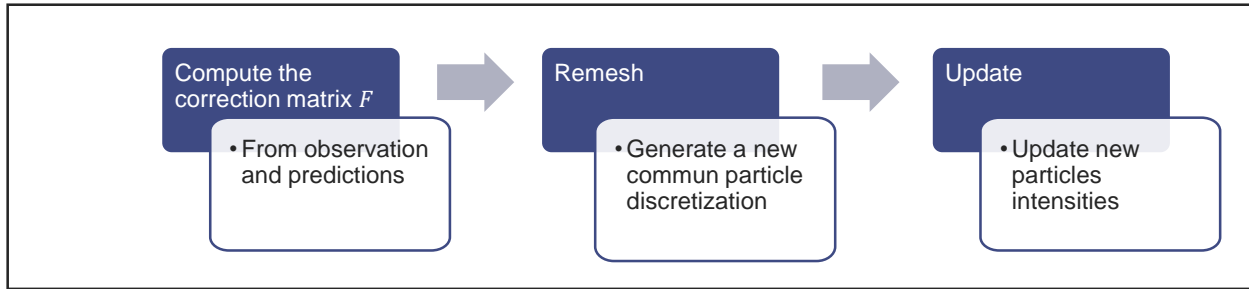 Compute the
correction matrix F
• From observation
and predictions
Remesh
• Generate a new
commun particle
discretization
Update
• Update new
particles
intensities